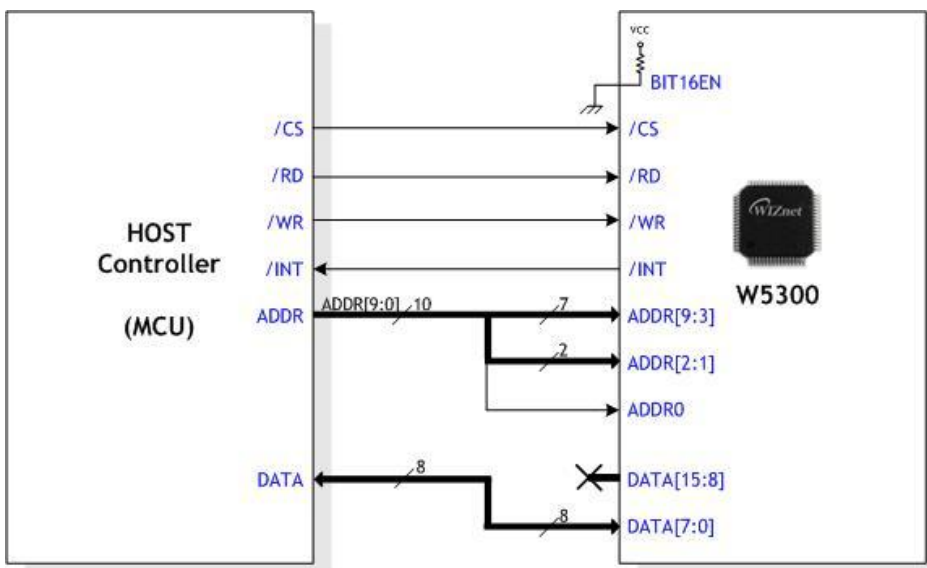 vcc
BIT16EN
/CS
/CS
/RD
/RD
/WR
/WR
HOST
Controller
(MCU)
/INT
/INT
WIZnet
W5300
ADDR
ADDR[9:0]
10
7
ADDR[9:3]
2
ADDR[2:1]
ADDR0
DATA
8
DATA[15:8]
8
DATA[7:0]